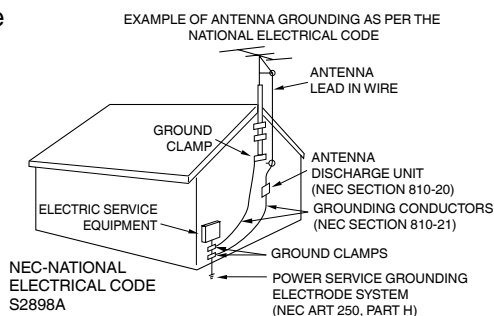 e
EXAMPLE OF ANTENNA GROUNDING AS PER THE
NATIONAL ELECTRICAL CODE
ANTENNA
LEAD IN WIRE
GROUND
CLAMP
ANTENNA
DISCHARGE UNIT
(NEC SECTION 810-20)
ELECTRIC SERVICE
EQUIPMENT
GROUNDING CONDUCTORS
(NEC SECTION 810-21)
GROUND CLAMPS
NEC-NATIONAL
ELECTRICAL CODE
S2898A
POWER SERVICE GROUNDING
ELECTRODE SYSTEM
(NEC ART 250, PART H)